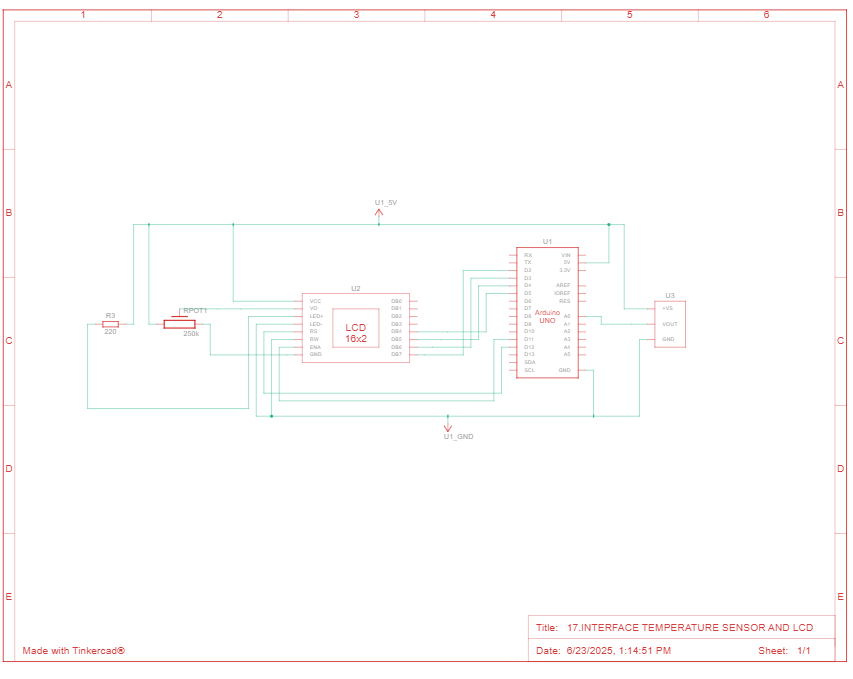 1 2 3 4 5 6
A A
B B
U1_5V
U1
RX VIN
TX 5V
D2 3.3V
D3
D4 AREF
D5 IOREF
D6 RES
D7
D8 A0
D9 A1
D10 A2
D11 A3
D12 A4
D13 A5
SDA
SCL GND
Arduino
UNO
U3
+VS
VOUT
GND
U2
VCC DB0
VO DB1
LED+ DB2
LED- DB3
RS DB4
RW DB5
ENA DB6
GND DB7
LCD
16x2
R3
220
RPOT1
250k
C C
U1_GND
D D
E E
Title: 17.INTERFACE TEMPERATURE SENSOR AND LCD
Made with Tinkercad®
Date: 6/23/2025, 1:14:51 PM Sheet: 1/1